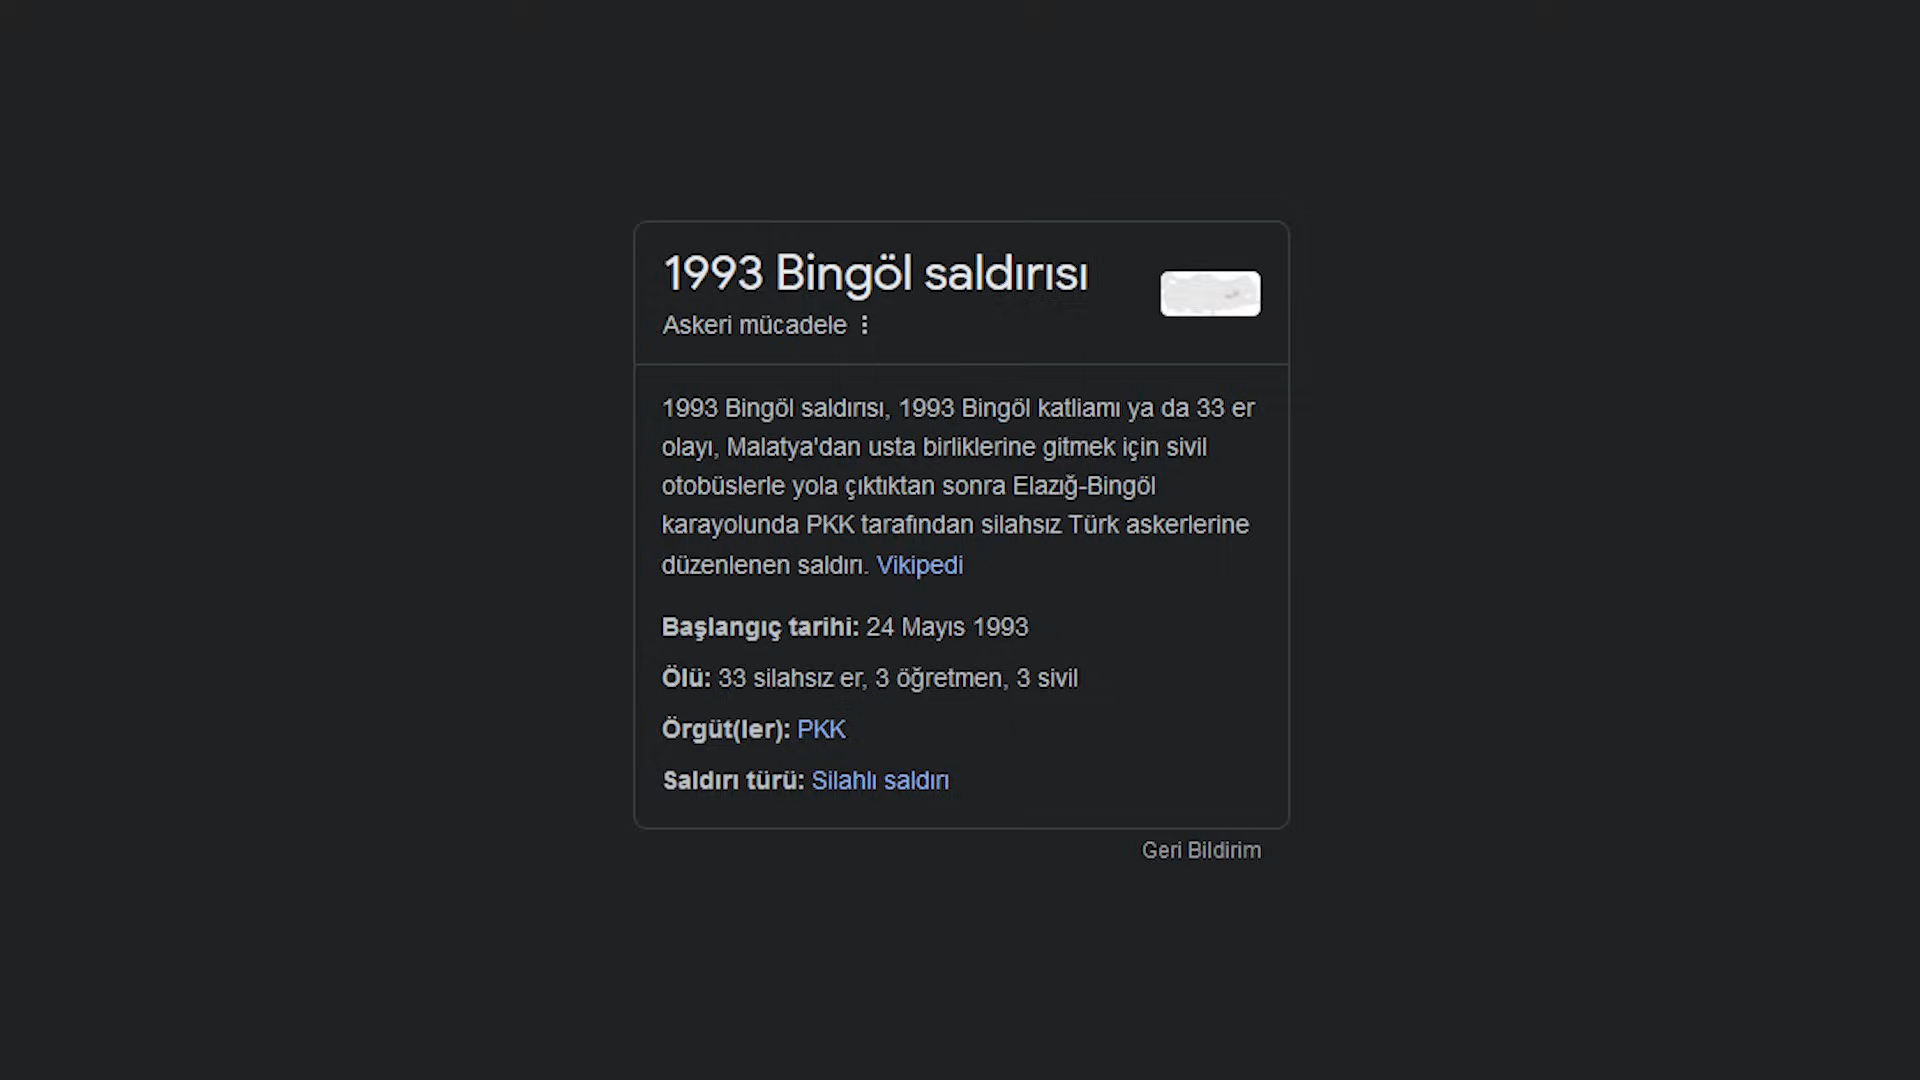 1993 Bingöl saldırısı
Askeri mücadele
1993 Bingöl saldırısı, 1993 Bingöl katliamı ya da 33 er
olayı, Malatya'dan usta birliklerine gitmek için sivil
otobüslerle yola çıktıktan sonra Elazığ-Bingöl
karayolunda PKK tarafından silahsız Türk askerlerine
düzenlenen saldırı. Vikipedi
Başlangıç tarihi: 24 Mayıs 1993
Ölü: 33 silahsız er, 3 öğretmen, 3 sivil
Örgüt(ler): PKK
Saldırı türü: Silahlı saldırı
Geri Bildirim